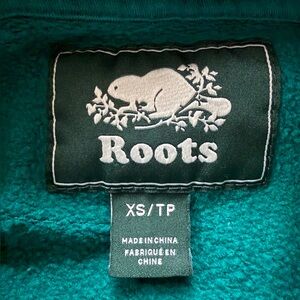 Roots
XS/TP
MADE IN CHINA
FABRIQUÉ EN
CHINE